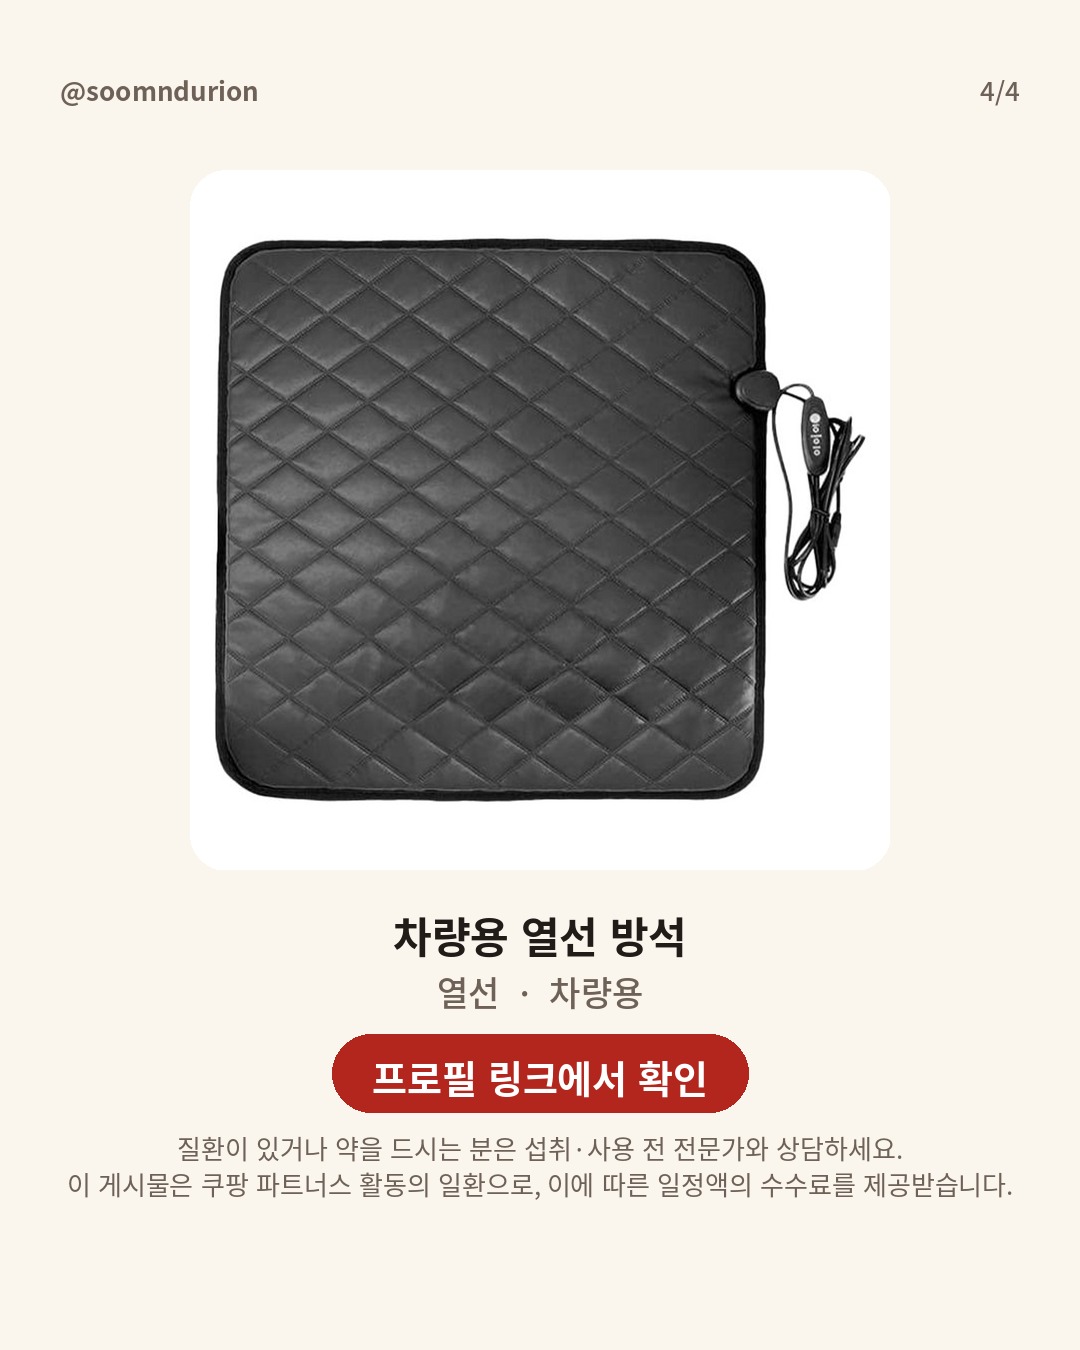 @soomndurion
4/4
차량용 열선 방석
열선 · 차량용
프로필 링크에서 확인
질환이 있거나 약을 드시는 분은 섭취·사용 전 전문가와 상담하세요.
이 게시물은 쿠팡 파트너스 활동의 일환으로, 이에 따른 일정액의 수수료를 제공받습니다.